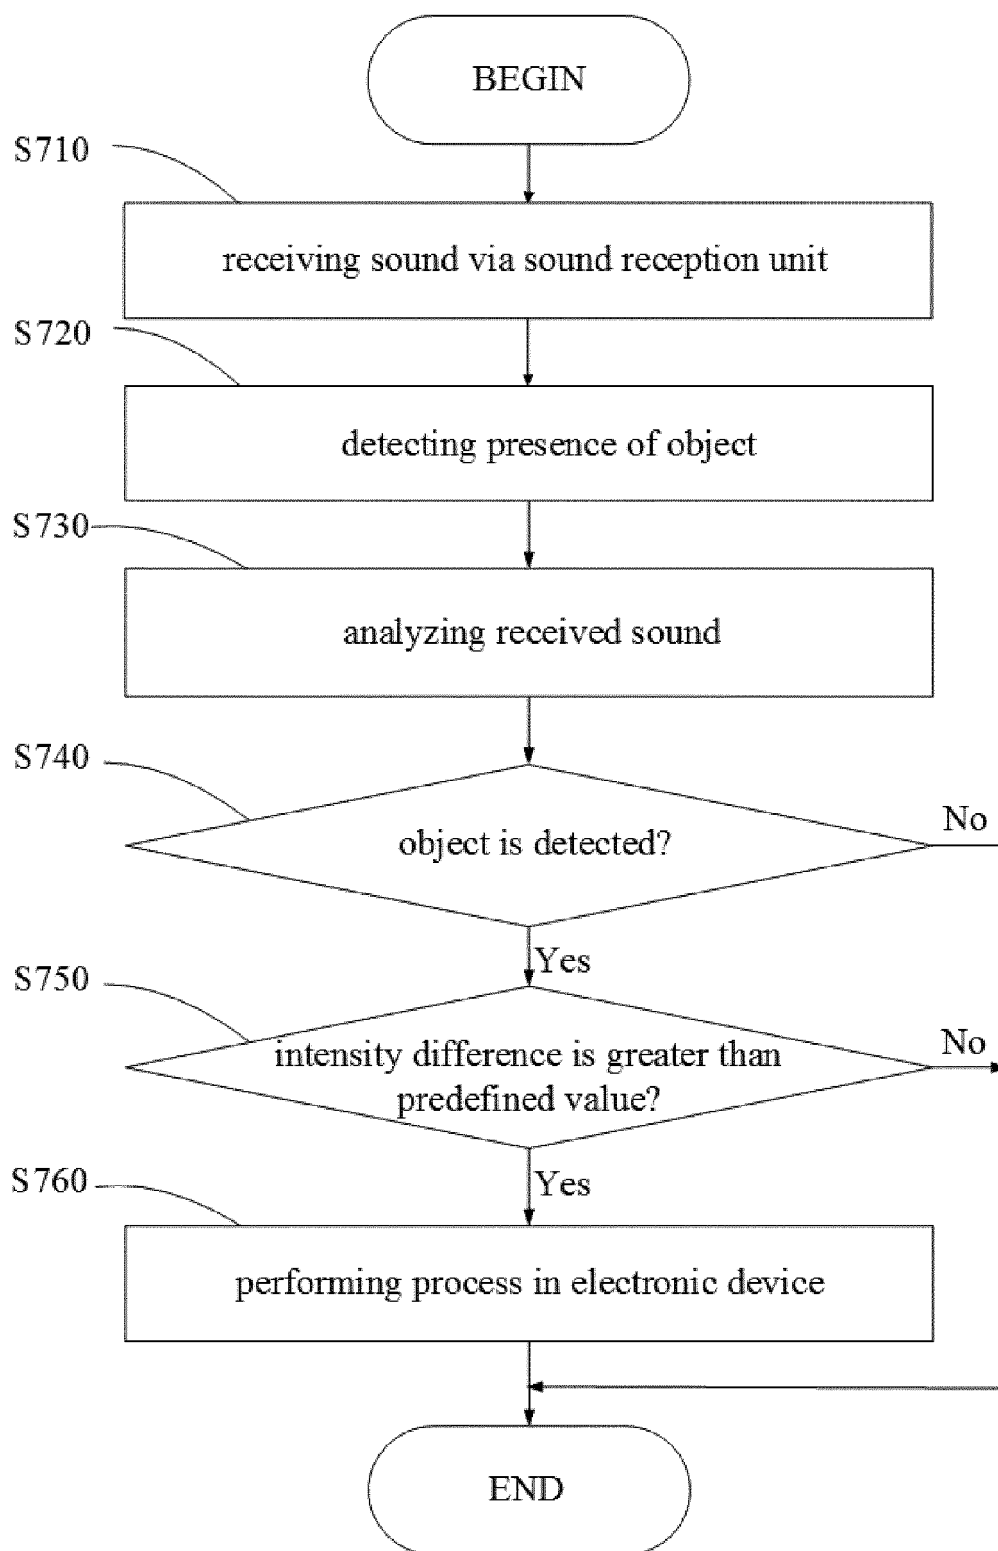 BEGIN
S710
receiving sound via sound reception unit
S720
detecting presence of object
S730
analyzing received sound
S740
object is detected?
No
Yes
S750
intensity difference is greater than
predefined value?
No
Yes
S760
performing process in electronic device
END